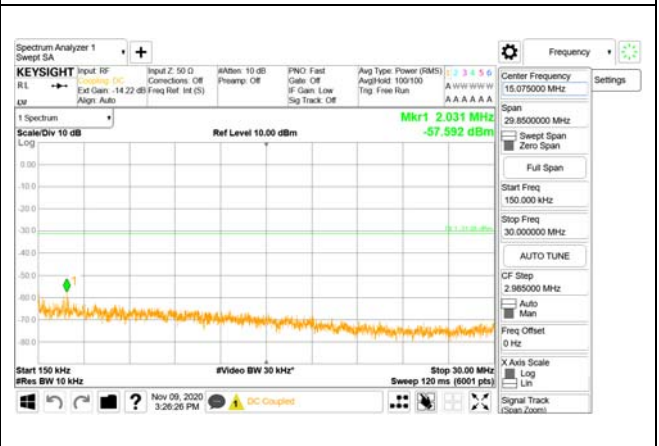 Spectrum Analyzer 1
Swept SA
Frequency
KEYSIGHT
RL
Input: RF
Coupling: DC
Ext Gain: -14.22 dB
Align: Auto
Input Z: 50 Ω
Corrections: Off
Freq Ref: Int (S)
#Atten: 10 dB
Preamp: Off
PNO: Fast
Gate: Off
IF Gain: Low
Sig Track: Off
Avg Type: Power (RMS)
Avg|Hold: 100/100
Trig: Free Run
1 2 3 4 5 6
A W W W W W
A A A A A A
1 Spectrum
Scale/Div 10 dB
Ref Level 10.00 dBm
Mkr1 2.031 MHz
-57.592 dBm
Log
0.00
-10.0
-20.0
-30.0
-40.0
-50.0
-60.0
-70.0
-80.0
1
Start 150 kHz
#Res BW 10 kHz
#Video BW 30 kHz*
Stop 30.00 MHz
Sweep 120 ms (6001 pts)
Center Frequency
15.075000 MHz
Settings
Span
29.8500000 MHz
Swept Span
Zero Span
Full Span
Start Freq
150.000 kHz
Stop Freq
30.000000 MHz
AUTO TUNE
CF Step
2.985000 MHz
Auto
Man
Freq Offset
0 Hz
X Axis Scale
Log
Lin
Signal Track
(Span Zoom)
?
Nov 09, 2020
3:26:26 PM
1
DC Coupled